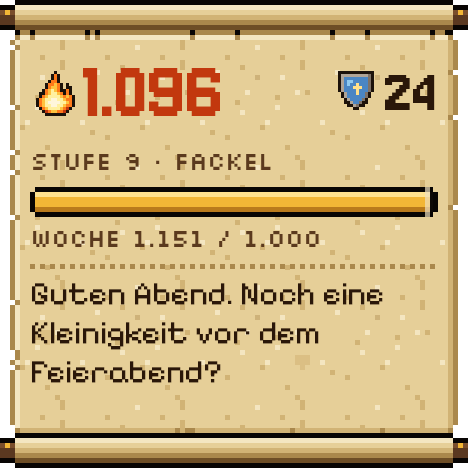 1.096 24
STUFE 9 · FACKEL
WOCHE 1.151 / 1.000
Guten Abend. Noch eine
Kleinigkeit vor dem
Feierabend?